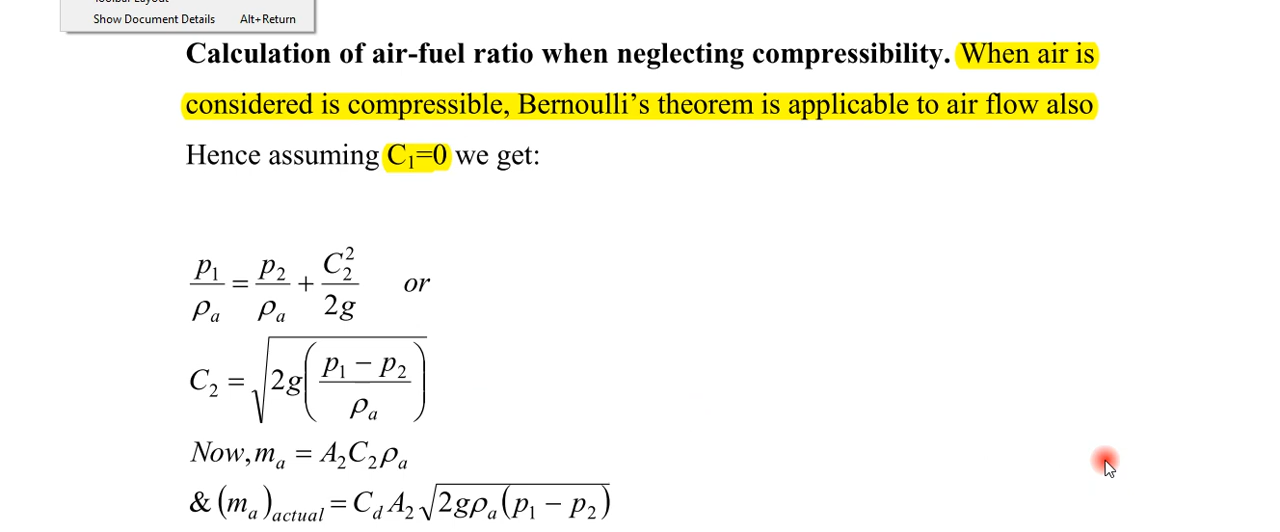 Show Document Details Alt+Return
Calculation of air-fuel ratio when neglecting compressibility. When air is
considered is compressible, Bernoulli’s theorem is applicable to air flow also
Hence assuming C₁=0 we get:
p₁/ρₐ = p₂/ρₐ + C₂²/2g or
C₂ = √(2g((p₁ − p₂)/ρₐ))
Now, mₐ = A₂C₂ρₐ
& (mₐ)actual = C_d A₂ √(2gρₐ(p₁ − p₂))